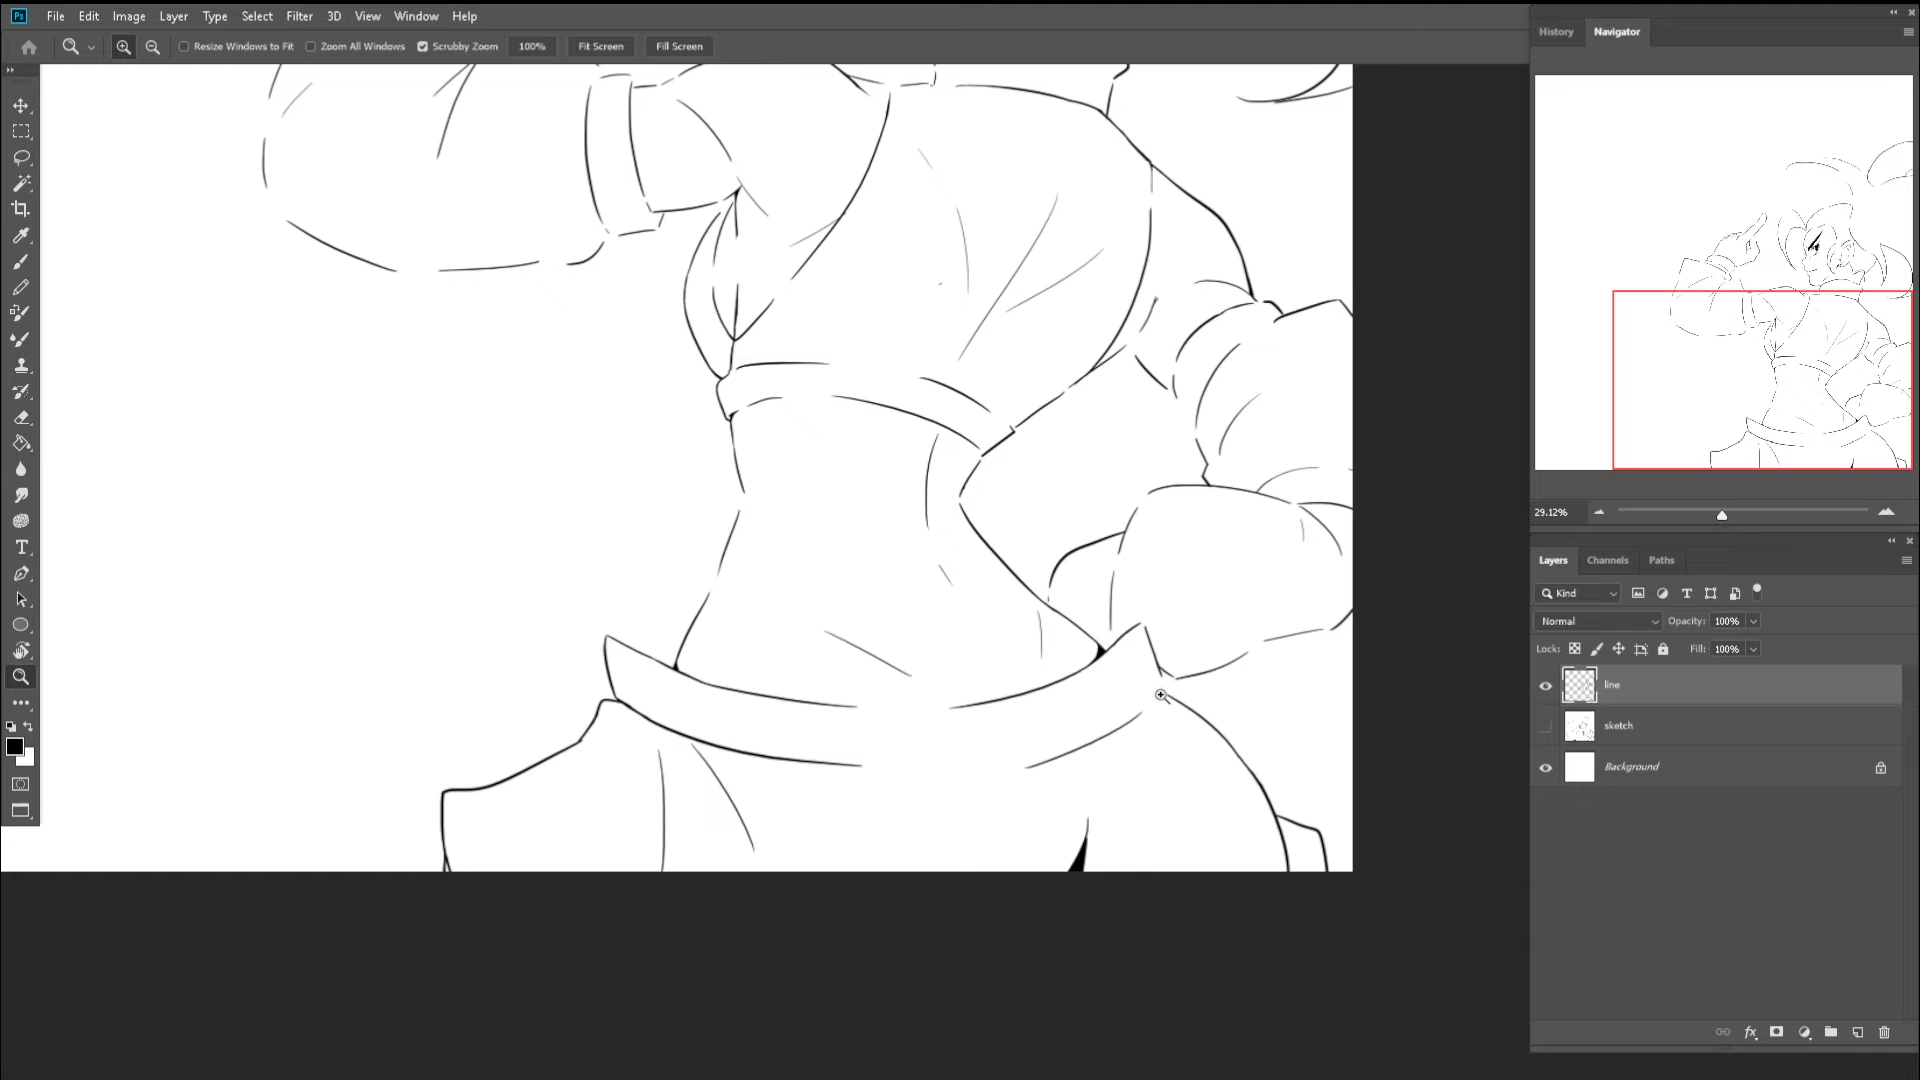 Ps File Edit Image Layer Type Select Filter 3D View Window Help
Resize Windows to Fit Zoom All Windows Scrubby Zoom 100% Fit Screen Fill Screen
History Navigator
29.12%
Layers Channels Paths
Kind
Normal Opacity: 100%
Lock: Fill: 100%
line
sketch
Background